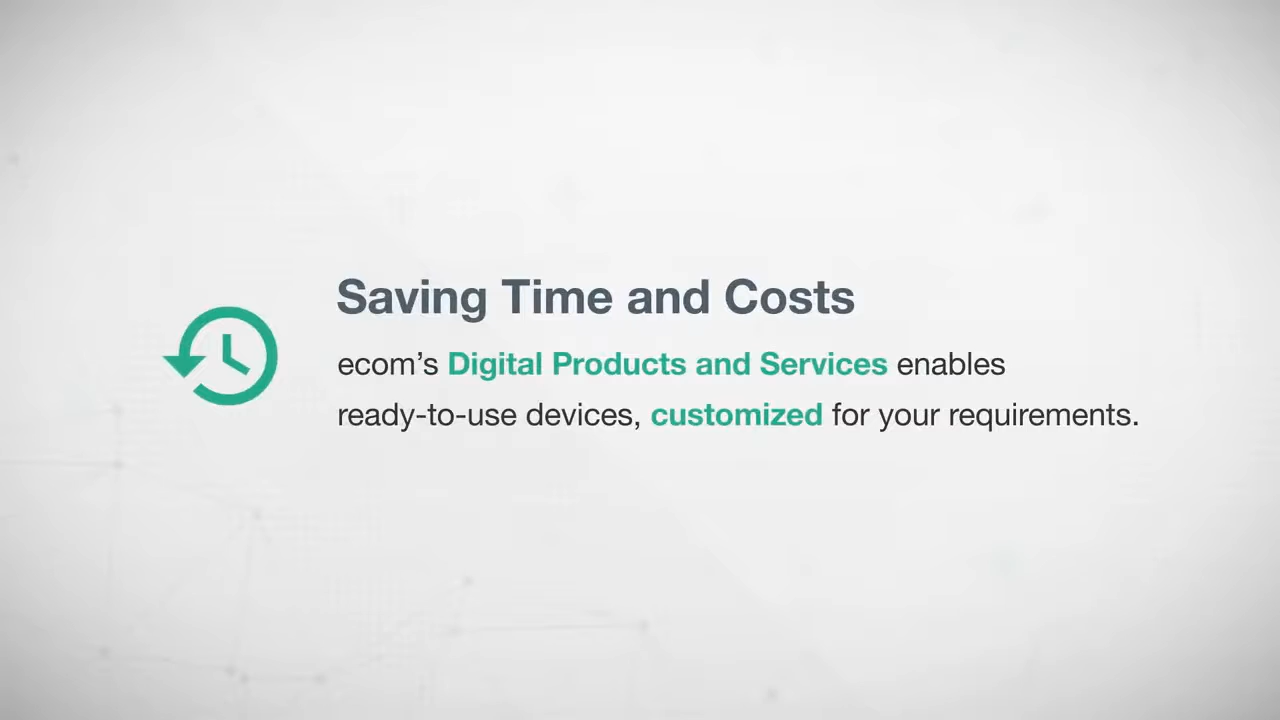 Saving Time and Costs
ecom’s Digital Products and Services enables
ready-to-use devices, customized for your requirements.